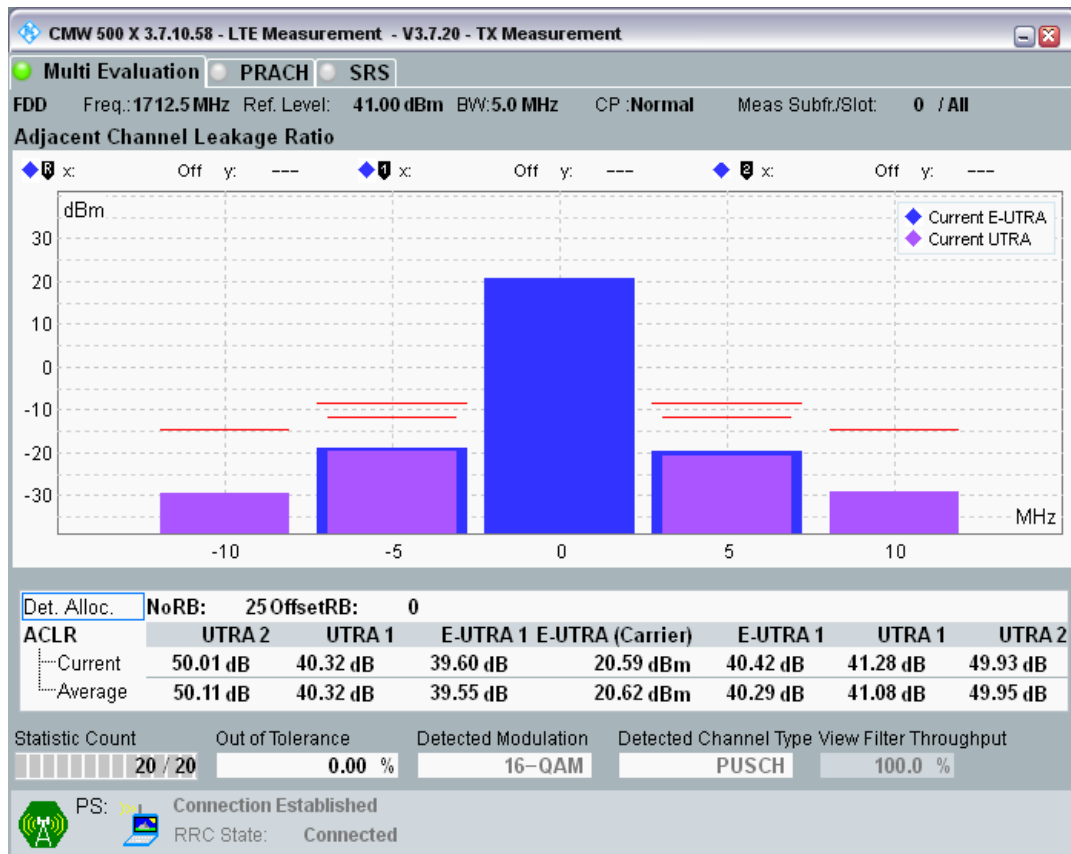 CMW 500 X 3.7.10.58 - LTE Measurement - V3.7.20 - TX Measurement
Multi Evaluation PRACH SRS
FDD Freq.:1712.5 MHz Ref. Level: 41.00 dBm BW:5.0 MHz CP :Normal Meas Subfr./Slot: 0 / All
Adjacent Channel Leakage Ratio
R x: Off y: --- 1 x: Off y: --- 2 x: Off y: ---
dBm
Current E-UTRA
Current UTRA
30
20
10
0
-10
-20
-30
MHz
-10 -5 0 5 10
Det. Alloc. NoRB: 25 OffsetRB: 0
ACLR UTRA 2 UTRA 1 E-UTRA 1 E-UTRA (Carrier) E-UTRA 1 UTRA 1 UTRA 2
Current 50.01 dB 40.32 dB 39.60 dB 20.59 dBm 40.42 dB 41.28 dB 49.93 dB
Average 50.11 dB 40.32 dB 39.55 dB 20.62 dBm 40.29 dB 41.08 dB 49.95 dB
Statistic Count Out of Tolerance Detected Modulation Detected Channel Type View Filter Throughput
20 / 20 0.00 % 16-QAM PUSCH 100.0 %
PS: Connection Established
RRC State: Connected